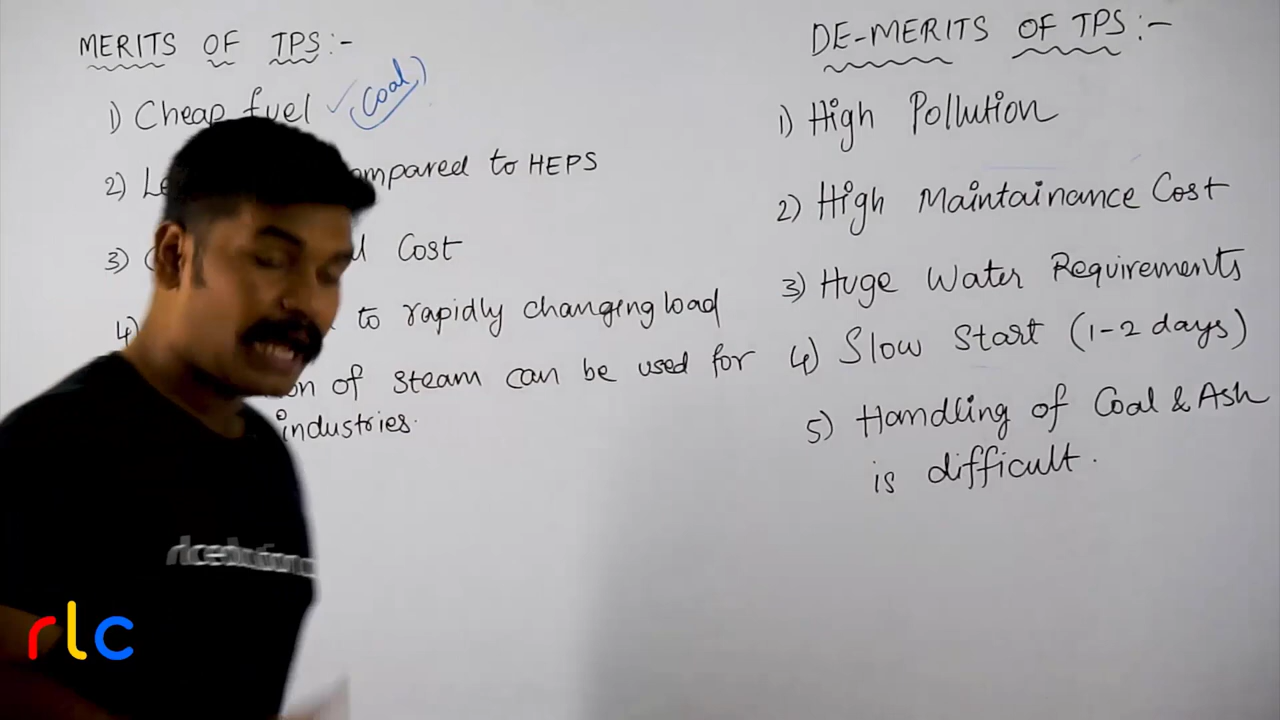 MERITS OF TPS:-
1) Cheap fuel ✓ (coal)
2) compared to HEPS
3) Cost
4) to rapidly changing load
of steam can be used for
industries.
DE-MERITS OF TPS:-
1) High Pollution
2) High Maintainance Cost
3) Huge Water Requirements
4) Slow Start (1-2 days)
5) Handling of Coal & Ash
is difficult.
rlc